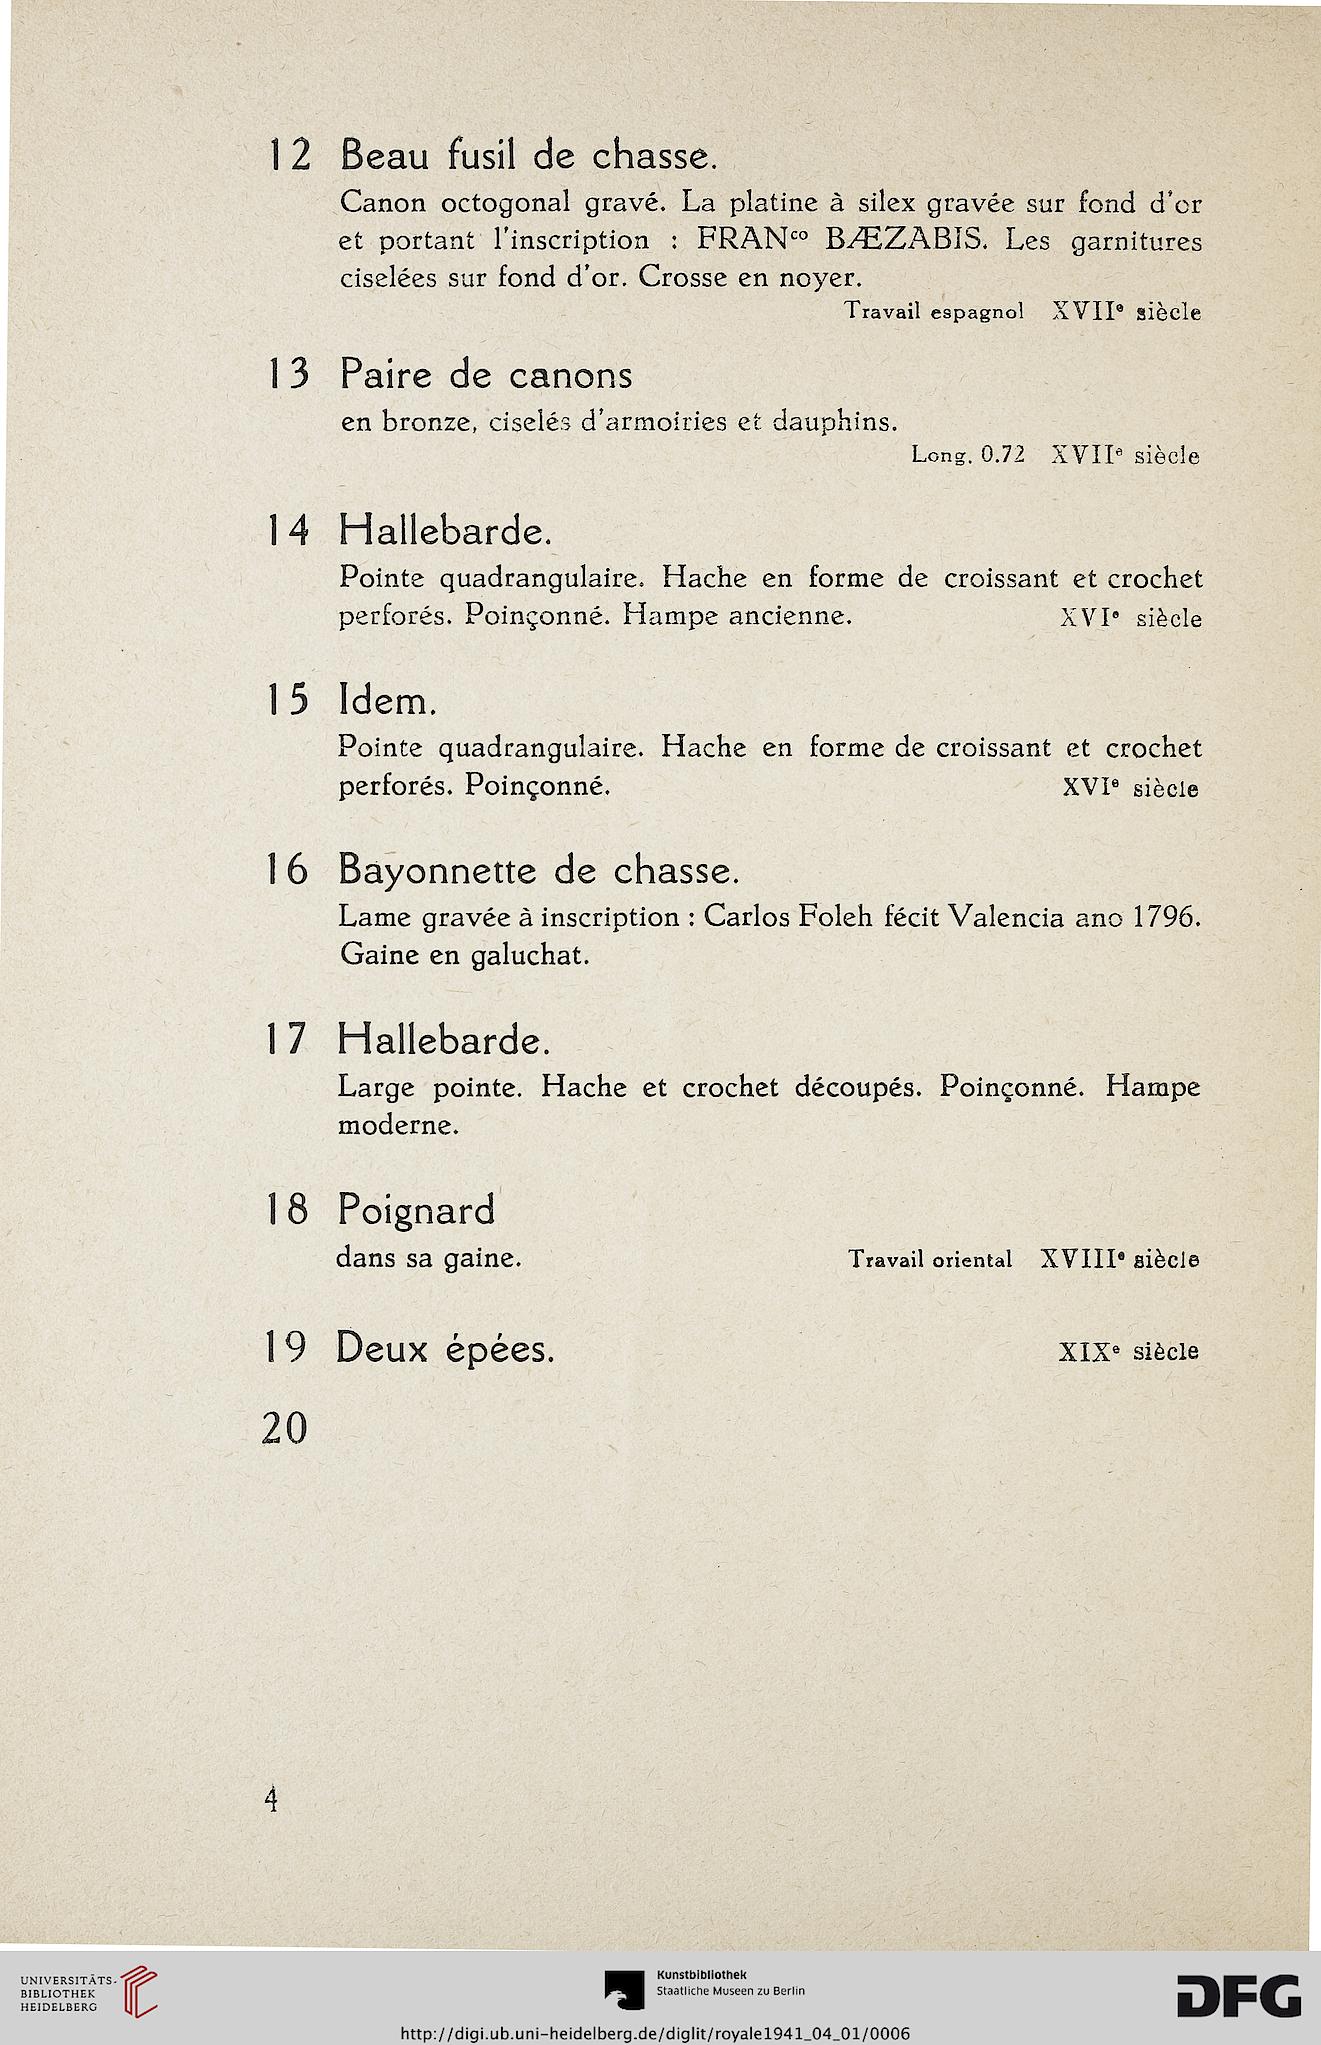 12 Beau fusil de chasse.
Canon octogonal gravé. La platine à silex gravée sur fond d'or
et portant l'inscription : FRANᶜᵒ BÆZABIS. Les garnitures
ciselées sur fond d'or. Crosse en noyer.
Travail espagnol XVIIᵉ siècle
13 Paire de canons
en bronze, ciselés d'armoiries et dauphins.
Long. 0.72 XVIIᵉ siècle
14 Hallebarde.
Pointe quadrangulaire. Hache en forme de croissant et crochet
perforés. Poinçonné. Hampe ancienne. XVIᵉ siècle
15 Idem.
Pointe quadrangulaire. Hache en forme de croissant et crochet
perforés. Poinçonné. XVIᵉ siècle
16 Bayonnette de chasse.
Lame gravée à inscription : Carlos Foleh fécit Valencia ano 1796.
Gaine en galuchat.
17 Hallebarde.
Large pointe. Hache et crochet découpés. Poinçonné. Hampe
moderne.
18 Poignard
dans sa gaine. Travail oriental XVIIIᵉ siècle
19 Deux épées. XIXᵉ siècle
20
4
UNIVERSITÄTS-
BIBLIOTHEK
HEIDELBERG
Kunstbibliothek
Staatliche Museen zu Berlin
DFG
http://digi.ub.uni-heidelberg.de/diglit/royale1941_04_01/0006